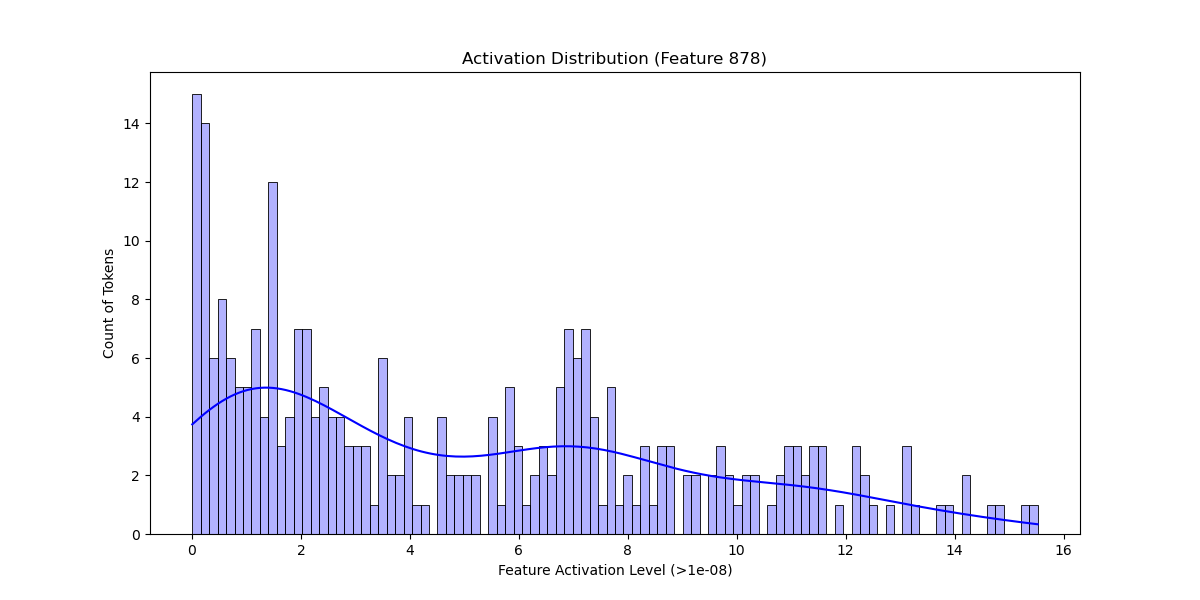 Activation Distribution (Feature 878)
Count of Tokens
14
12
10
8
6
4
2
0
0 2 4 6 8 10 12 14 16
Feature Activation Level (>1e-08)